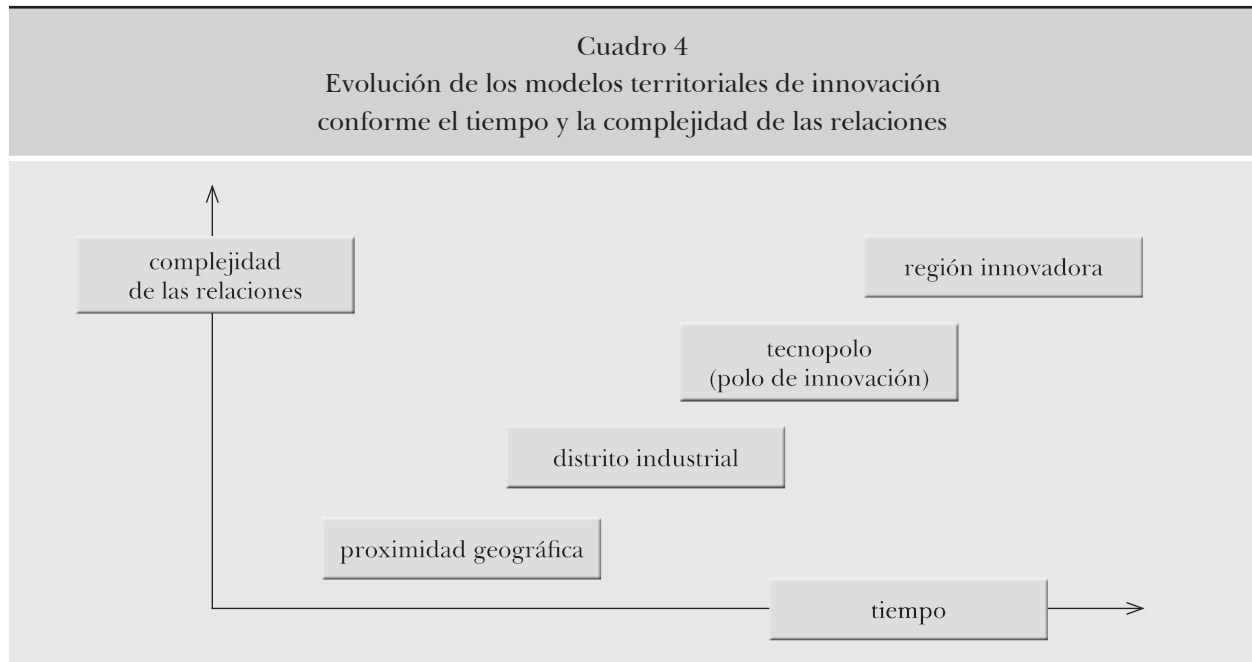 Cuadro 4
Evolución de los modelos territoriales de innovación
conforme el tiempo y la complejidad de las relaciones
complejidad
de las relaciones
región innovadora
tecnopolo
(polo de innovación)
distrito industrial
proximidad geográfica
tiempo